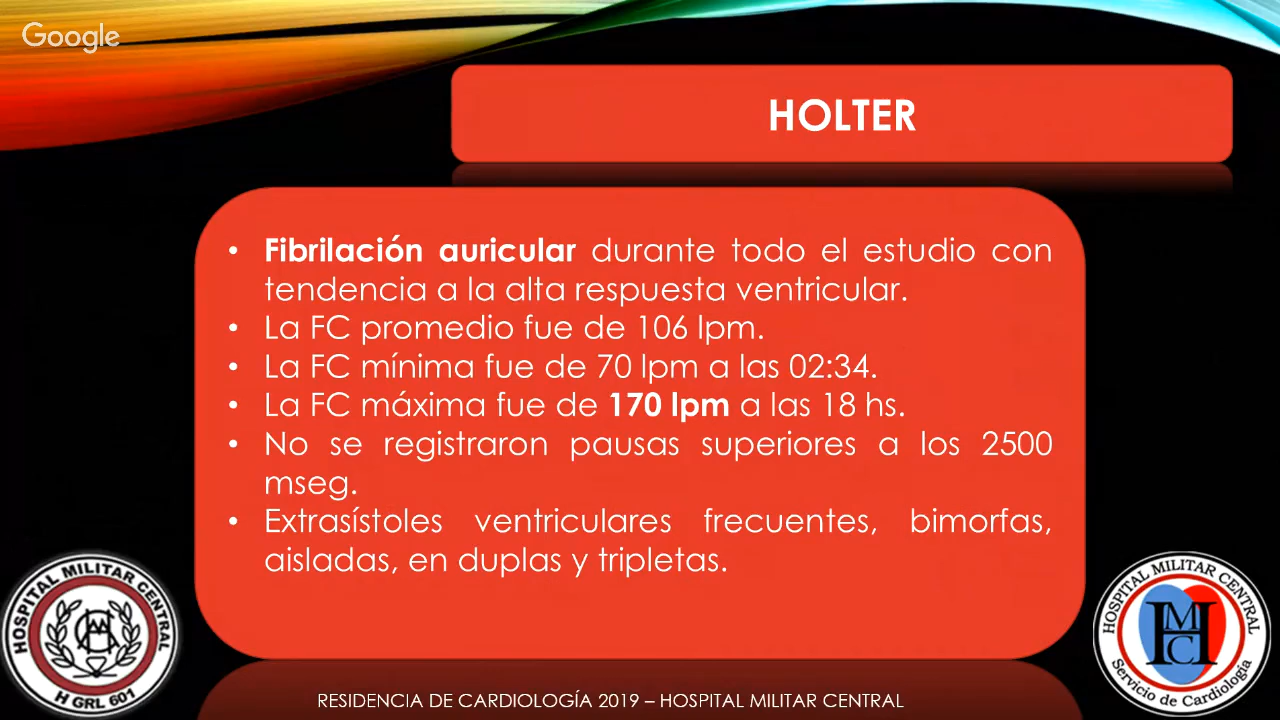 Google
HOLTER
• Fibrilación auricular durante todo el estudio con
tendencia a la alta respuesta ventricular.
• La FC promedio fue de 106 lpm.
• La FC mínima fue de 70 lpm a las 02:34.
• La FC máxima fue de 170 lpm a las 18 hs.
• No se registraron pausas superiores a los 2500
mseg.
• Extrasístoles ventriculares frecuentes, bimorfas,
aisladas, en duplas y tripletas.
HOSPITAL MILITAR CENTRAL
H GRL 601
HOSPITAL MILITAR CENTRAL
HMC
Servicio de Cardiología
RESIDENCIA DE CARDIOLOGÍA 2019 – HOSPITAL MILITAR CENTRAL